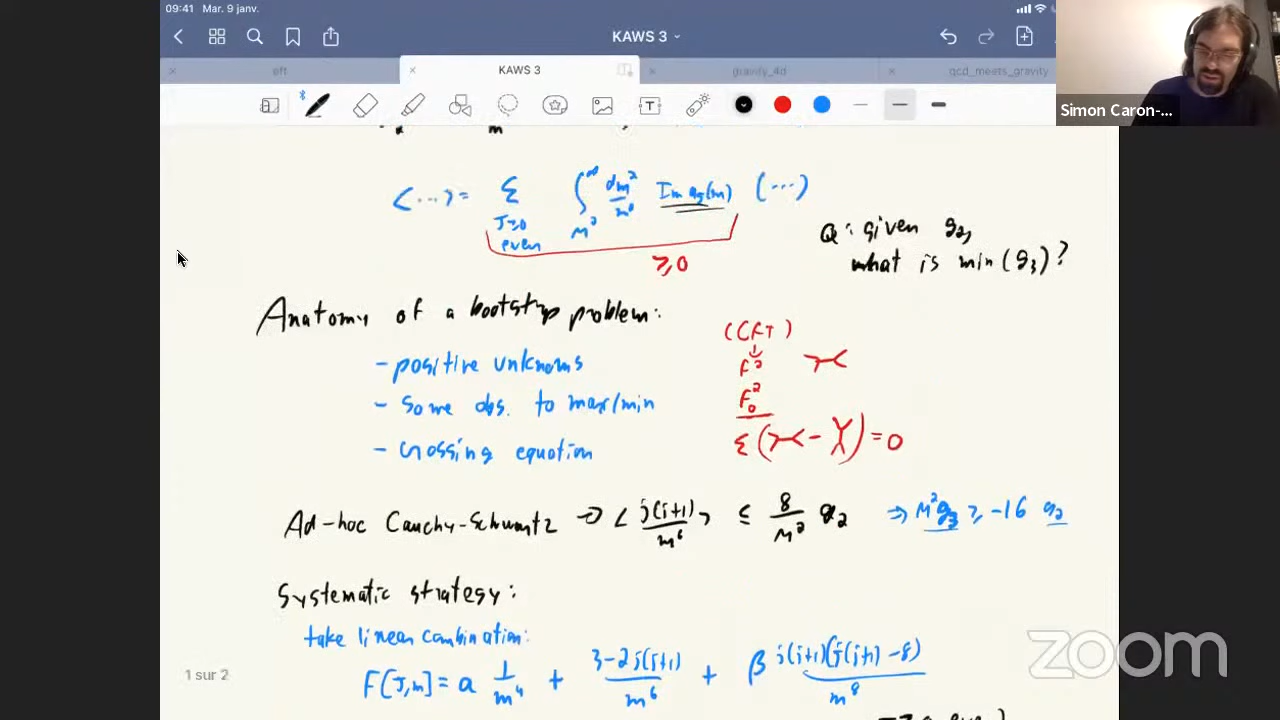 09:41 Mar. 9 janv.
KAWS 3
eft
KAWS 3
gravity_4d
qcd_meets_gravity
Simon Caron-...
<...> = Σ ∫ dm²/m⁶ Im a_J(m) (...)
J≥0 even M² ∞
≥0
Q: given g₂,
what is min(g₃)?
Anatomy of a bootstrap problem:
(CFT)
- positive unknowns
- some obs. to max/min
F₀²
- crossing equation
Σ( >-< - ) = 0
Ad-hoc Cauchy-Schwartz → < j(j+1)/m⁶ > ≤ 8/M² g₂ ⇒ M²g₃ ≥ -16 g₂
Systematic strategy:
take linear combination:
1 sur 2
F[J,m] = a 1/m⁴ + 3-2j(j+1)/m⁶ + β j(j+1)(j(j+1)-8)/m⁸
zoom